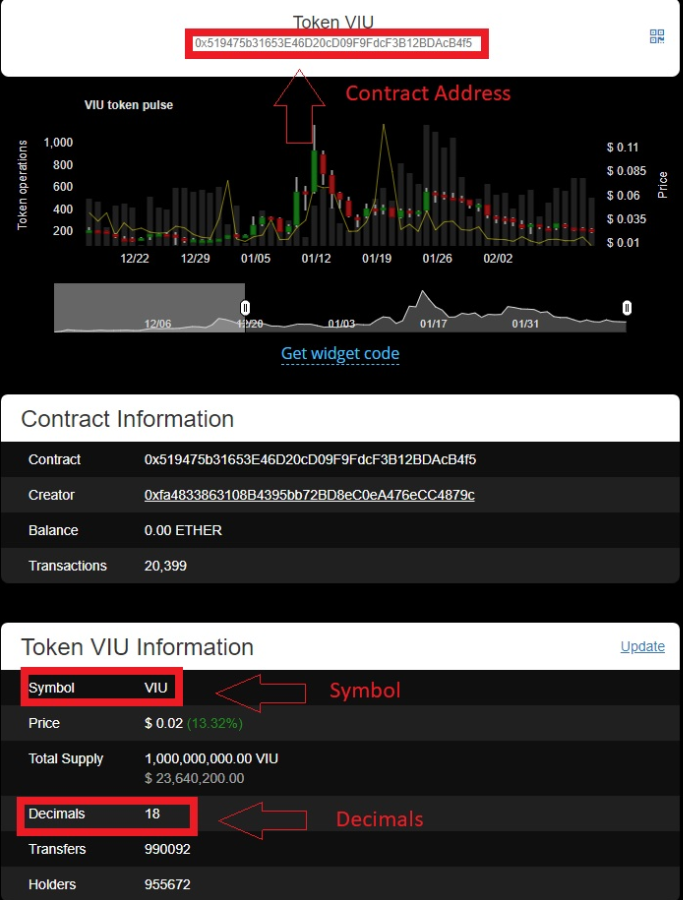 Token VIU
0x519475b31653E46D20cD09F9FdcF3B12BDAcB4f5
Contract Address
VIU token pulse
Token operations
1,000
800
600
400
200
$ 0.11
$ 0.085
$ 0.06
$ 0.035
$ 0.01
Price
12/22 12/29 01/05 01/12 01/19 01/26 02/02
12/06 12/20 01/03 01/17 01/31
Get widget code
Contract Information
Contract 0x519475b31653E46D20cD09F9FdcF3B12BDAcB4f5
Creator 0xfa4833863108B4395bb72BD8eC0eA476eCC4879c
Balance 0.00 ETHER
Transactions 20,399
Token VIU Information Update
Symbol VIU
Symbol
Price $ 0.02 (13.32%)
Total Supply 1,000,000,000.00 VIU
$ 23,640,200.00
Decimals 18
Decimals
Transfers 990092
Holders 955672